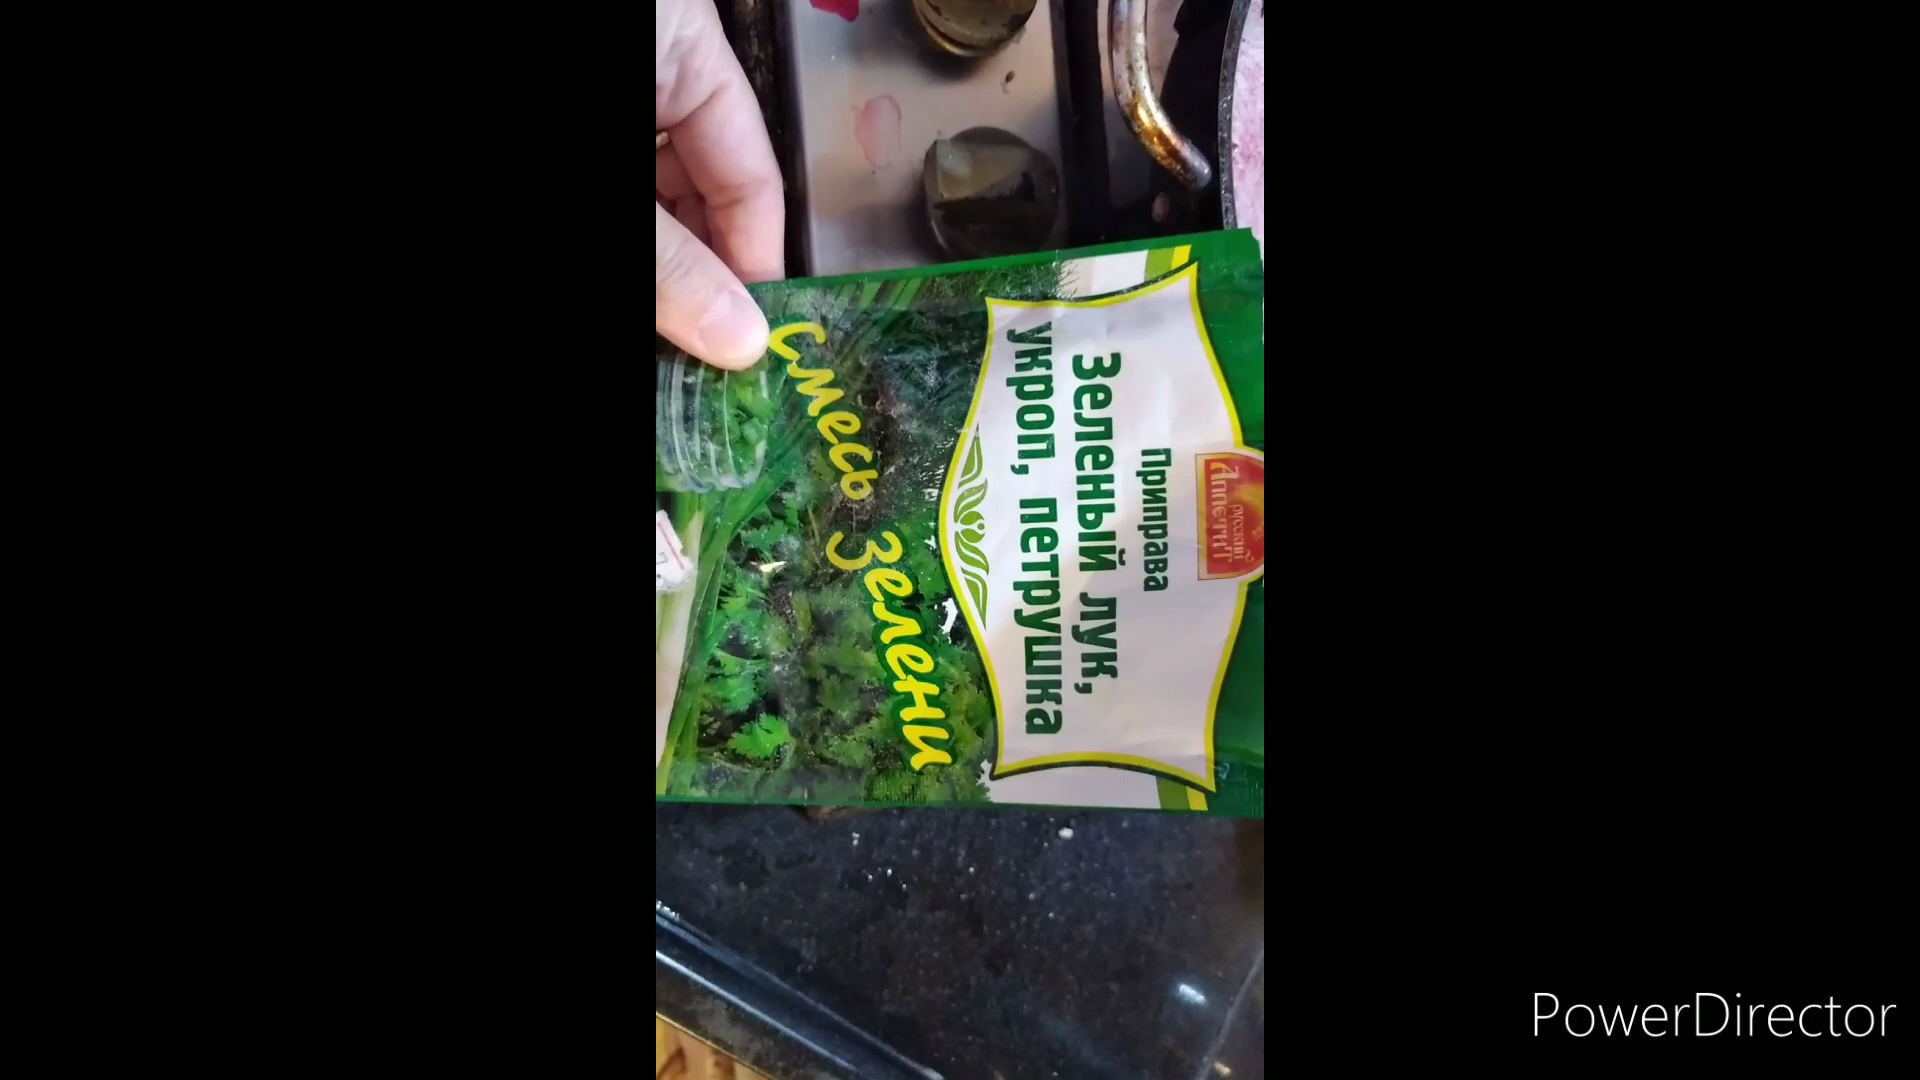 русский
Аппетит
Приправа
Зеленый лук,
укроп, петрушка
Смесь Зелени
PowerDirector